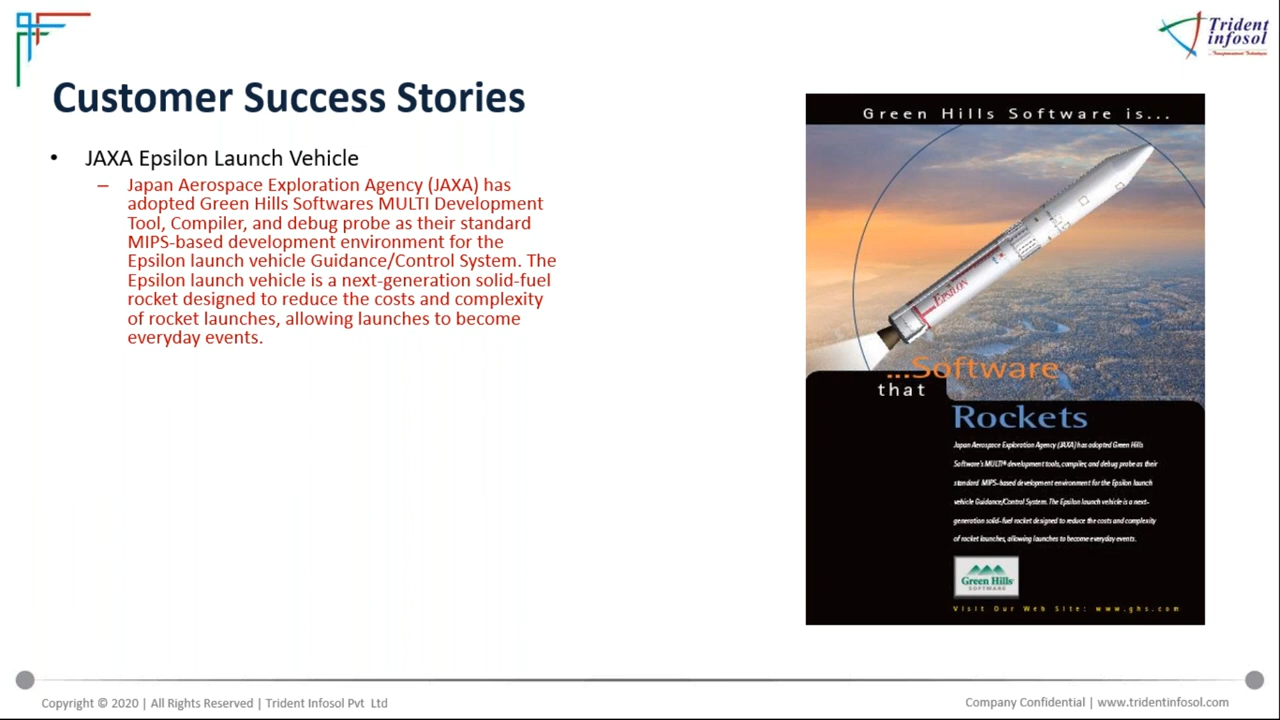 Trident
infosol
...Transformational Technologies
Customer Success Stories
• JAXA Epsilon Launch Vehicle
– Japan Aerospace Exploration Agency (JAXA) has
adopted Green Hills Softwares MULTI Development
Tool, Compiler, and debug probe as their standard
MIPS-based development environment for the
Epsilon launch vehicle Guidance/Control System. The
Epsilon launch vehicle is a next-generation solid-fuel
rocket designed to reduce the costs and complexity
of rocket launches, allowing launches to become
everyday events.
Green Hills Software is...
EPSILON
...Software
that
Rockets
Japan Aerospace Exploration Agency (JAXA) has adopted Green Hills
Software's MULTI® development tools, compiler, and debug probe as their
standard MIPS-based development environment for the Epsilon launch
vehicle Guidance/Control System. The Epsilon launch vehicle is a next-
generation solid-fuel rocket designed to reduce the costs and complexity
of rocket launches, allowing launches to become everyday events.
Green Hills
SOFTWARE
Visit Our Web Site: www.ghs.com
Copyright © 2020 | All Rights Reserved | Trident Infosol Pvt Ltd
Company Confidential | www.tridentinfosol.com